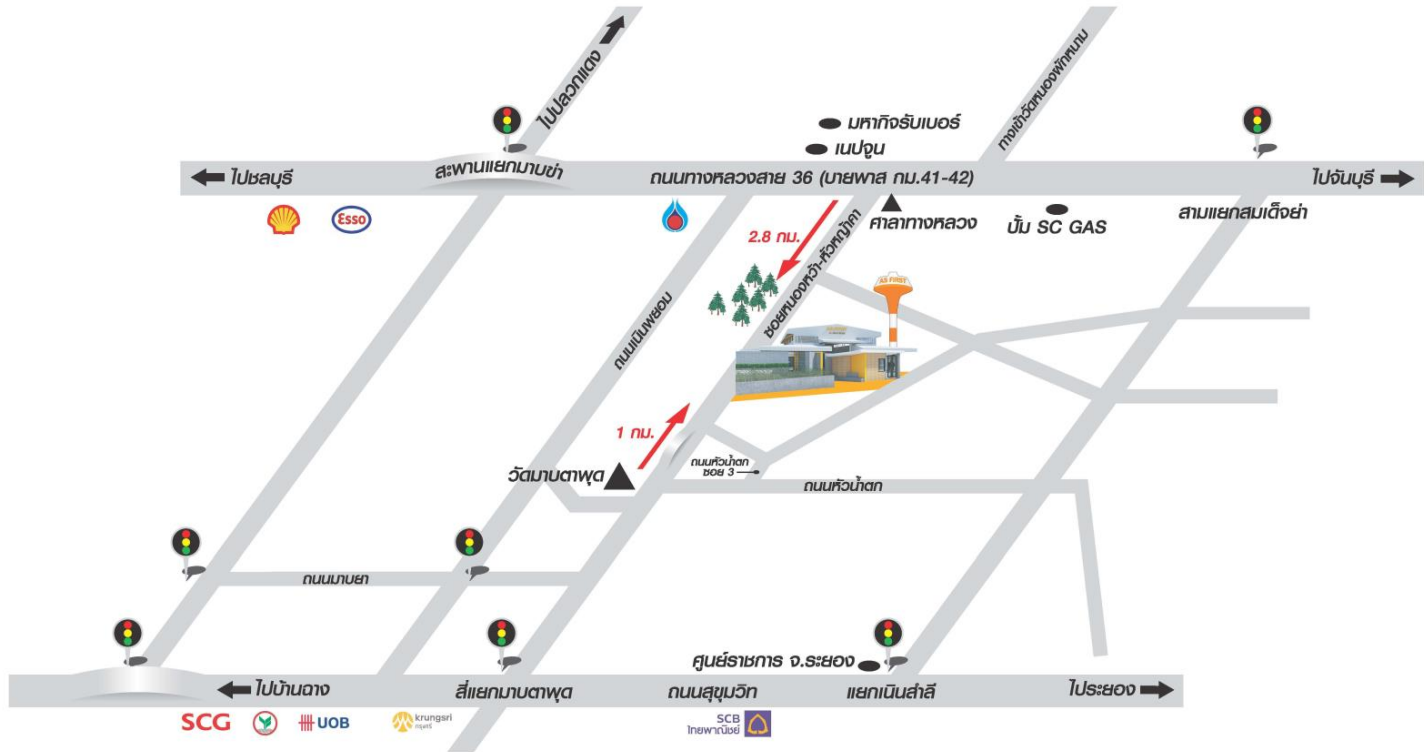 ไปปลวกแดง
ทางเข้าวัดหนองผักหนาม
มหากิจรับเบอร์
เนปจูน
สะพานแยกมาบข่า
ไปชลบุรี
ถนนทางหลวงสาย 36 (บายพาส กม.41-42)
ไปจันบุรี
Esso
2.8 กม.
ศาลาทางหลวง
ปั๊ม SC GAS
สามแยกสมเด็จย่า
ซอยหนองหว้า-หัวหญ้าคา
AS FIRST
ถนนเนินพยอม
1 กม.
วัดมาบตาพุด
ถนนหัวน้ำตก
ซอย 3
ถนนหัวน้ำตก
ถนนมาบยา
ศูนย์ราชการ จ.ระยอง
ไปบ้านฉาง
สี่แยกมาบตาพุด
ถนนสุขุมวิท
แยกเนินสำลี
ไประยอง
SCG
UOB
krungsri
กรุงศรี
SCB
ไทยพาณิชย์